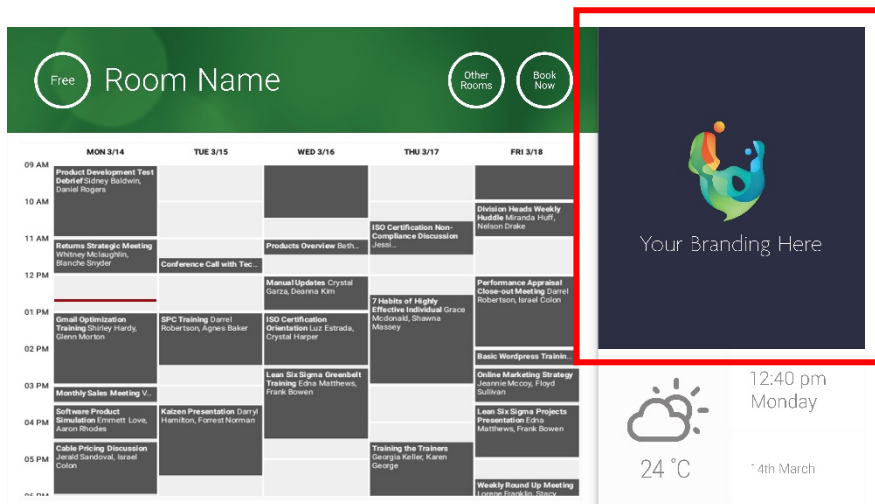 Free
Room Name
Other
Rooms
Book
Now
MON 3/14
TUE 3/15
WED 3/16
THU 3/17
FRI 3/18
09 AM
10 AM
11 AM
12 PM
01 PM
02 PM
03 PM
04 PM
05 PM
Product Development Test
Debrief Sidney Baldwin,
Daniel Rogers
Returns Strategic Meeting
Whitney Mclaughlin,
Blanche Snyder
Gmail Optimization
Training Shirley Hardy,
Glenn Morton
Monthly Sales Meeting V...
Software Product
Simulation Emmett Love,
Aaron Rhodes
Cable Pricing Discussion
Jerald Sandoval, Israel
Colon
Conference Call with Tec...
SPC Training Darrel
Robertson, Agnes Baker
Kaizen Presentation Darryl
Hamilton, Forrest Norman
Products Overview Beth...
Manual Updates Crystal
Garza, Deanna Kim
ISO Certification
Orientation Luz Estrada,
Crystal Harper
Lean Six Sigma Greenbelt
Training Edna Matthews,
Frank Bowen
ISO Certification Non-
Compliance Discussion
Jessi...
7 Habits of Highly
Effective Individual Grace
Mcdonald, Shawna
Massey
Training the Trainers
Georgia Keller, Karen
George
Division Heads Weekly
Huddle Miranda Huff,
Nelson Drake
Performance Appraisal
Close-out Meeting Darrel
Robertson, Israel Colon
Basic Wordpress Trainin...
Online Marketing Strategy
Jeannie Mccoy, Floyd
Sullivan
Lean Six Sigma Projects
Presentation Edna
Matthews, Frank Bowen
Weekly Round Up Meeting
Lorene Franklin, Stacy
Your Branding Here
12:40 pm
Monday
24 °C
14th March